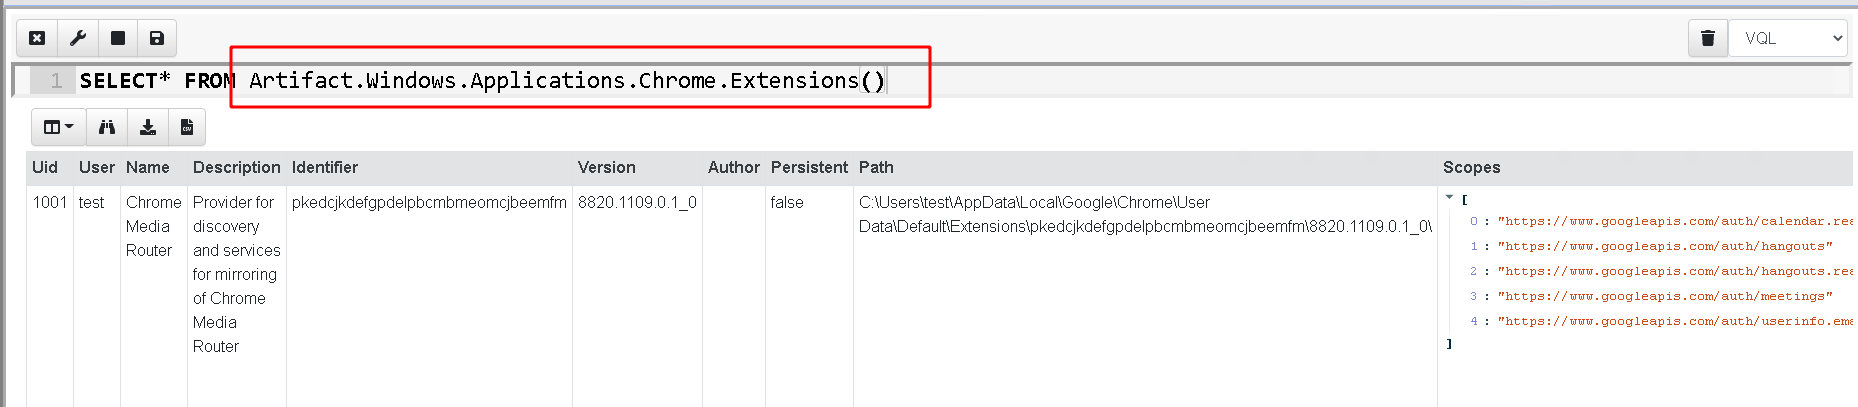 VQL
1 SELECT* FROM Artifact.Windows.Applications.Chrome.Extensions()
CSV
Uid User Name Description Identifier Version Author Persistent Path Scopes
1001 test Chrome Media Router Provider for discovery and services for mirroring of Chrome Media Router pkedcjkdefgpdelpbcmbmeomcjbeemfm 8820.1109.0.1_0 false C:\Users\test\AppData\Local\Google\Chrome\User Data\Default\Extensions\pkedcjkdefgpdelpbcmbmeomcjbeemfm\8820.1109.0.1_0\
[
0 : "https://www.googleapis.com/auth/calendar.rea
1 : "https://www.googleapis.com/auth/hangouts"
2 : "https://www.googleapis.com/auth/hangouts.rea
3 : "https://www.googleapis.com/auth/meetings"
4 : "https://www.googleapis.com/auth/userinfo.ema
]